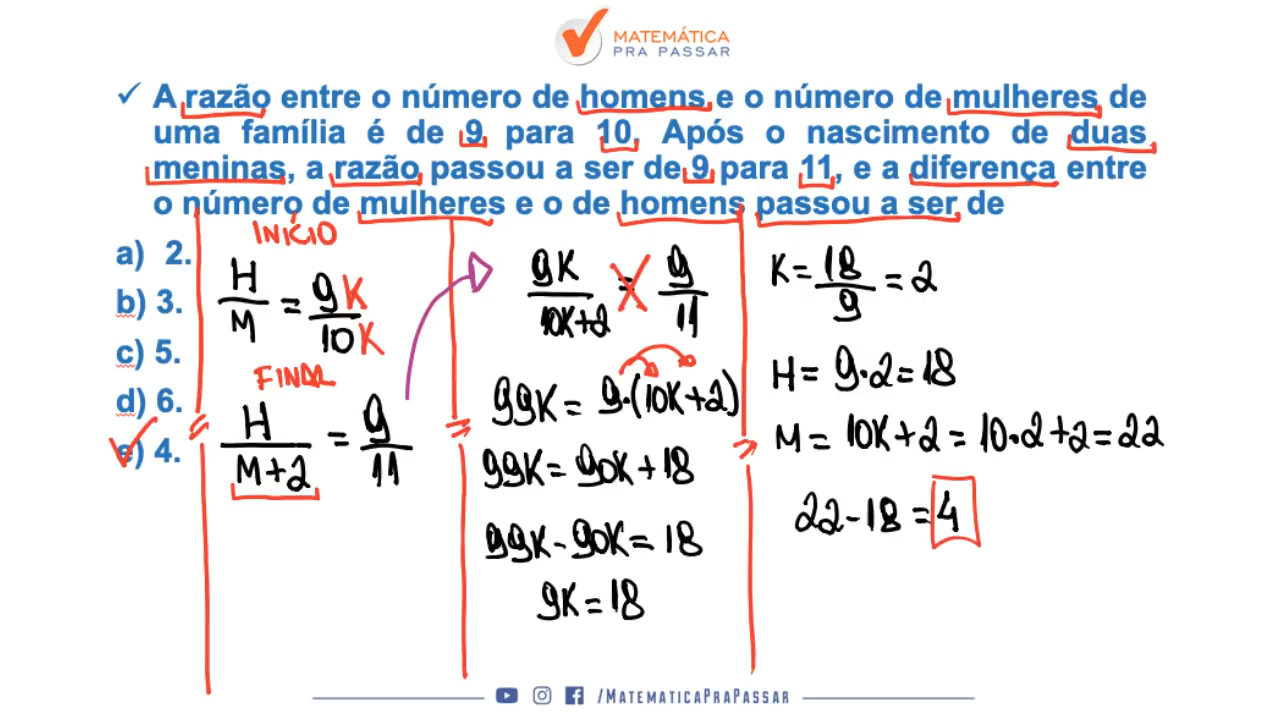 MATEMÁTICA
PRA PASSAR
✓ A razão entre o número de homens e o número de mulheres de
uma família é de 9 para 10. Após o nascimento de duas
meninas, a razão passou a ser de 9 para 11, e a diferença entre
o número de mulheres e o de homens passou a ser de
a) 2.
b) 3.
c) 5.
d) 6.
e) 4.
INÍCIO
H/M = 9K/10K
FINAL
H/(M+2) = 9/11
9K/(10K+2) = 9/11
99K = 9·(10K+2)
99K = 90K + 18
99K - 90K = 18
9K = 18
K = 18/9 = 2
H = 9·2 = 18
M = 10K+2 = 10·2+2 = 22
22 - 18 = 4
/MATEMATICAPRAPASSAR